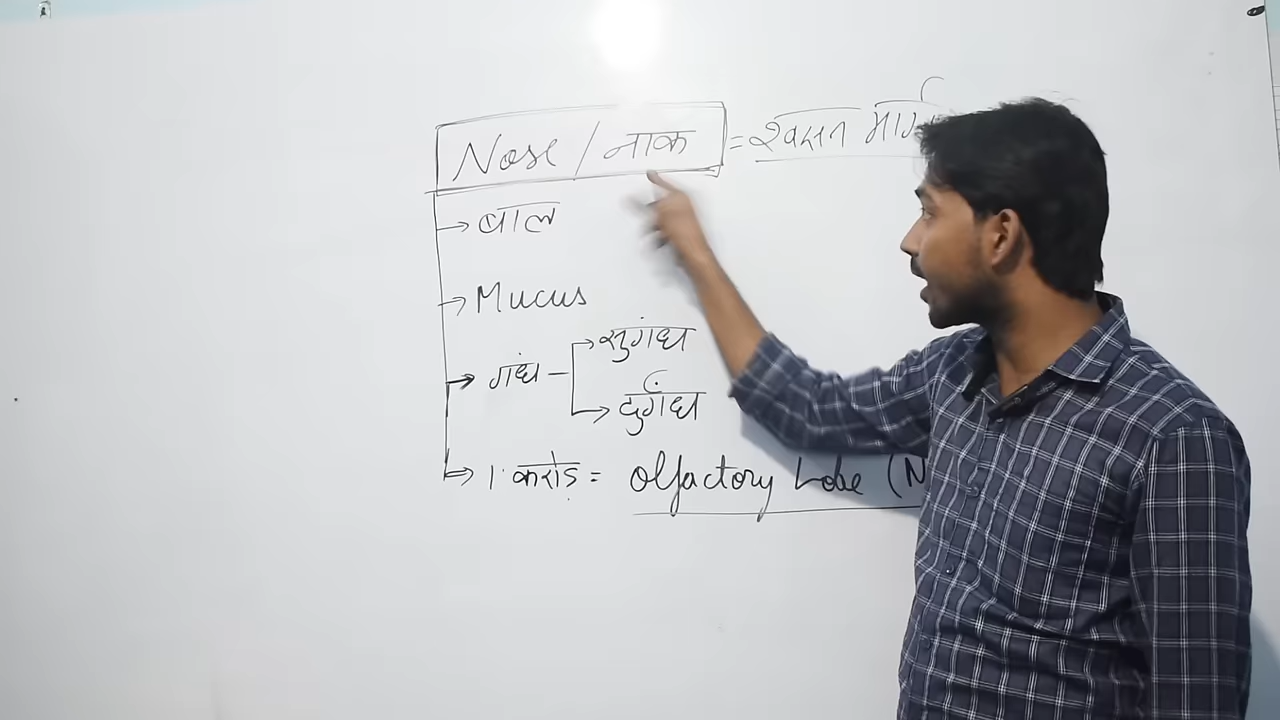 Nose / नाक = श्वसन मार्ग
→ बाल
→ Mucus
→ गंध → सुगंध
→ दुर्गंध
→ 1 करोड़ = Olfactory Lobe (N